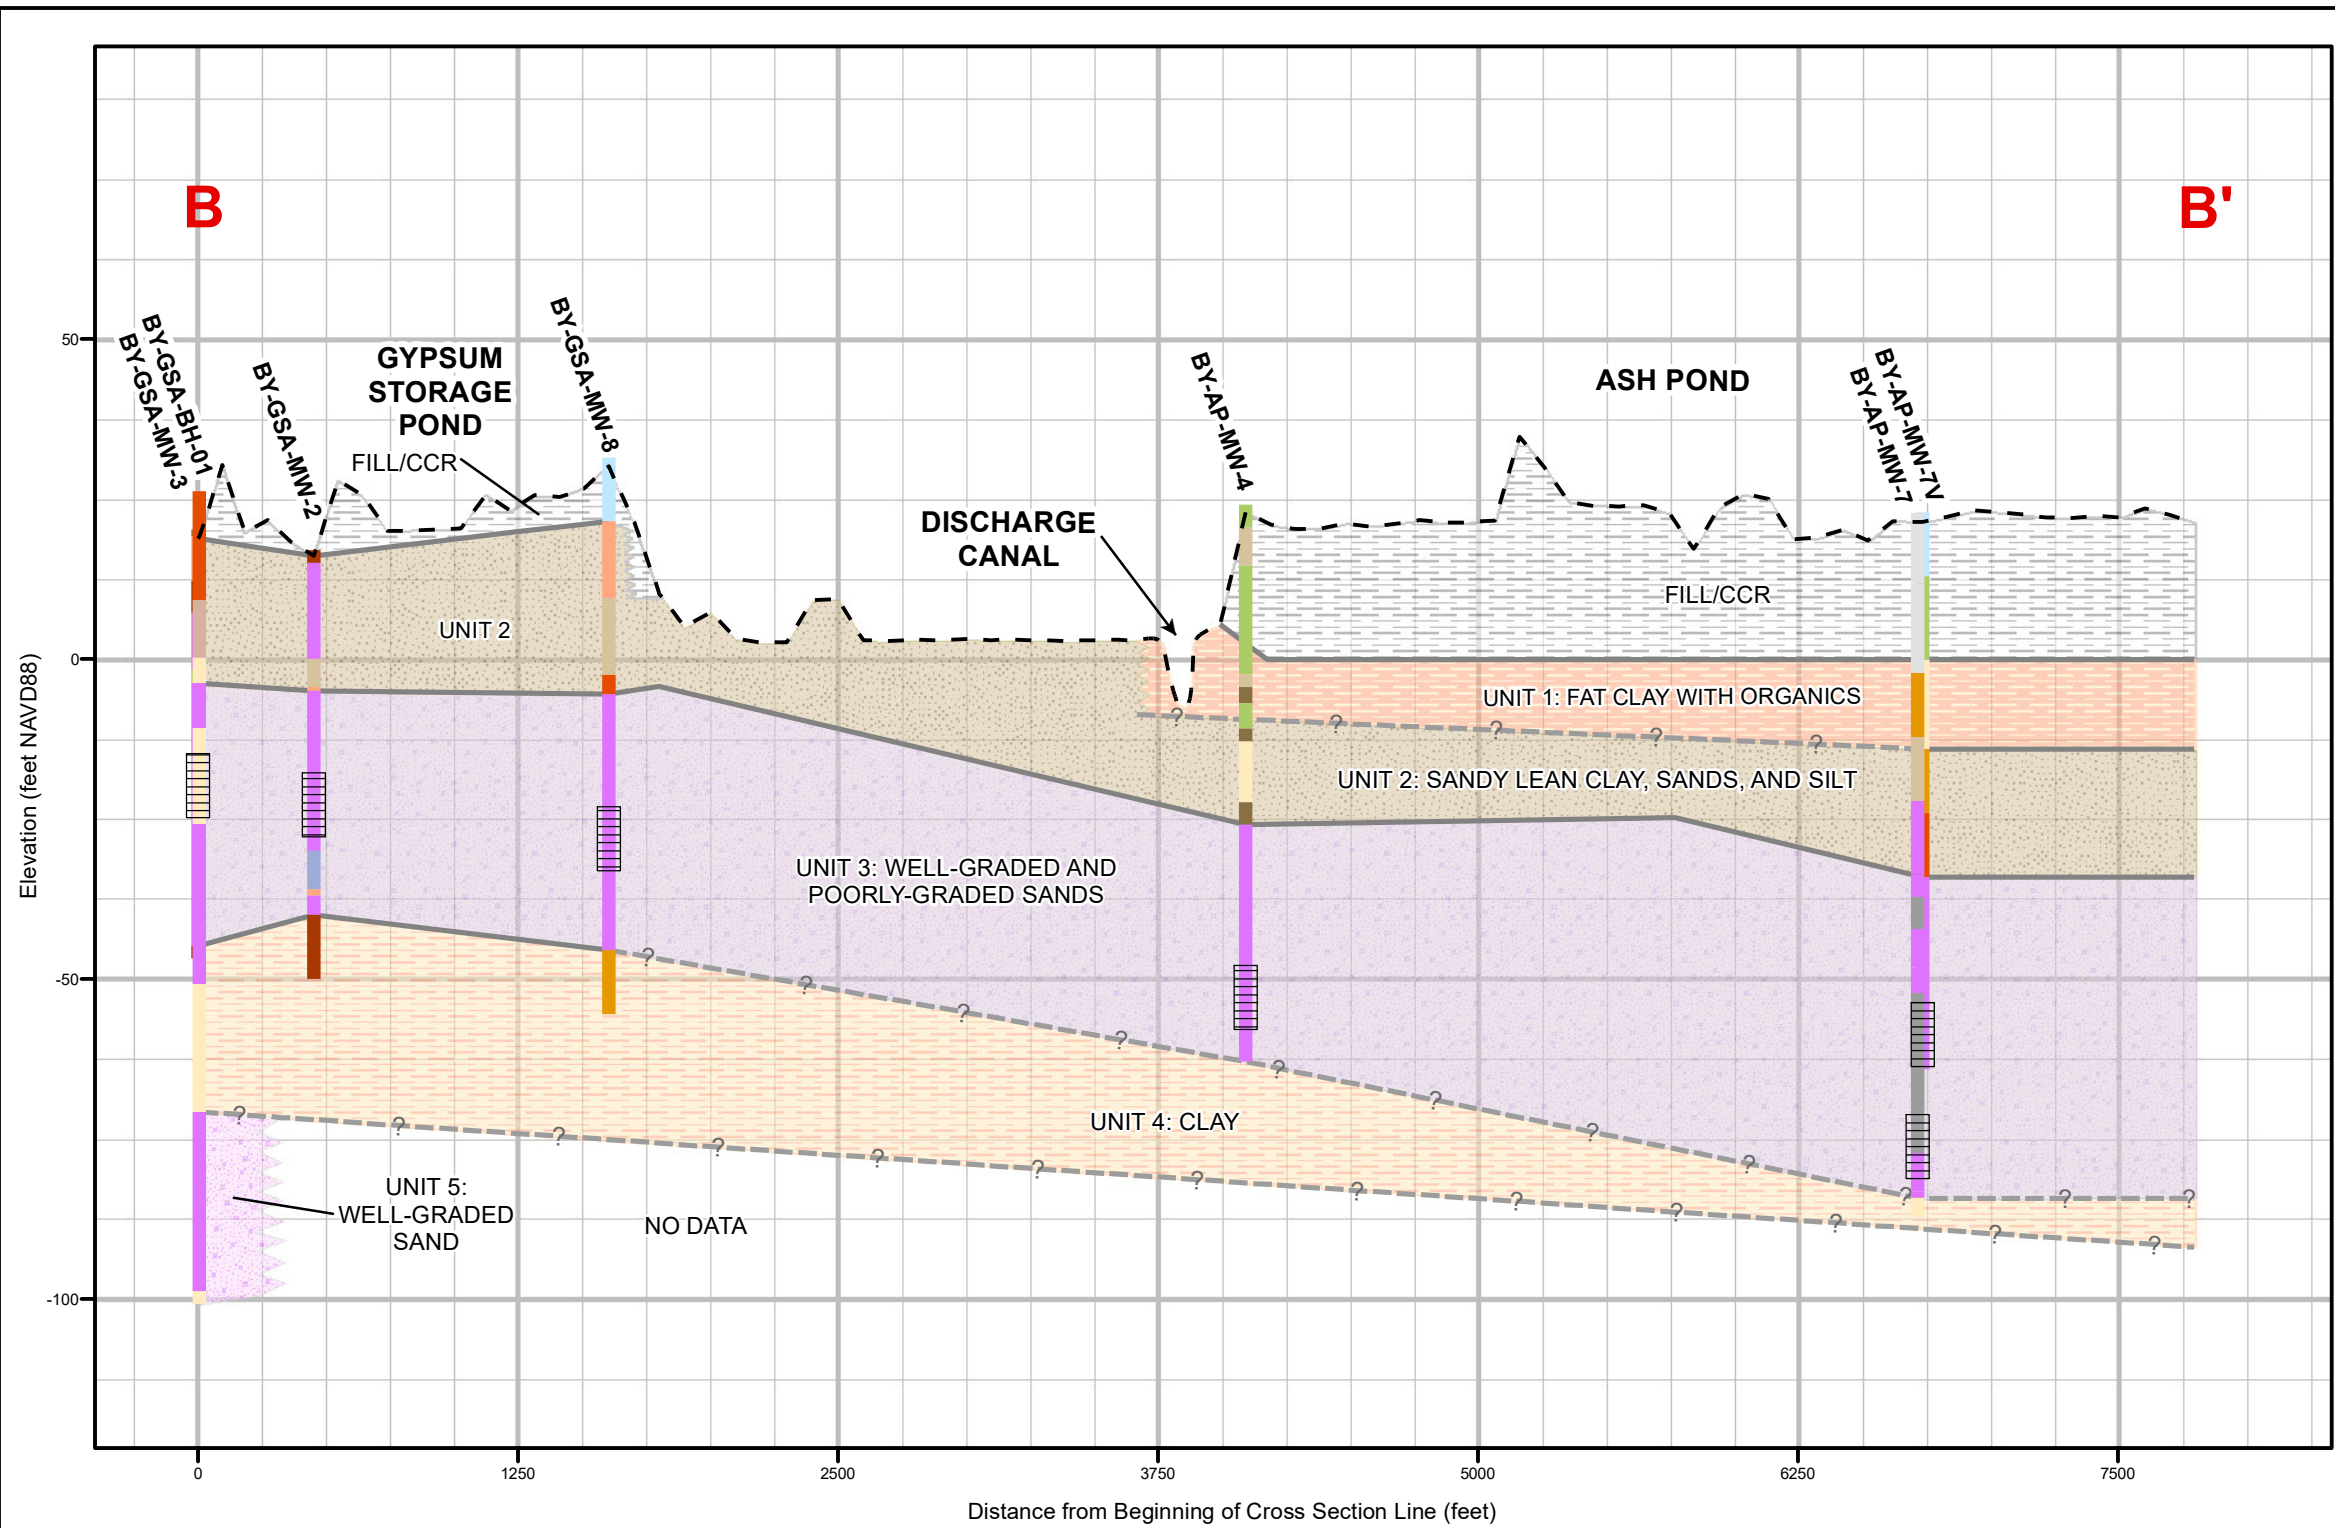 B
B'
BY-GSA-BH-01
BY-GSA-MW-3
BY-GSA-MW-2
GYPSUM
STORAGE
POND
FILL/CCR
BY-GSA-MW-8
DISCHARGE
CANAL
BY-AP-MW-4
ASH POND
BY-AP-MW-7V
BY-AP-MW-7
FILL/CCR
UNIT 2
UNIT 1: FAT CLAY WITH ORGANICS
UNIT 2: SANDY LEAN CLAY, SANDS, AND SILT
UNIT 3: WELL-GRADED AND
POORLY-GRADED SANDS
UNIT 4: CLAY
UNIT 5:
WELL-GRADED
SAND
NO DATA
? ? ? ? ?
? ? ? ? ? ? ? ? ? ? ?
? ? ? ? ? ? ? ? ? ? ? ? ?
Elevation (feet NAVD88)
50
0
-50
-100
0 1250 2500 3750 5000 6250 7500
Distance from Beginning of Cross Section Line (feet)